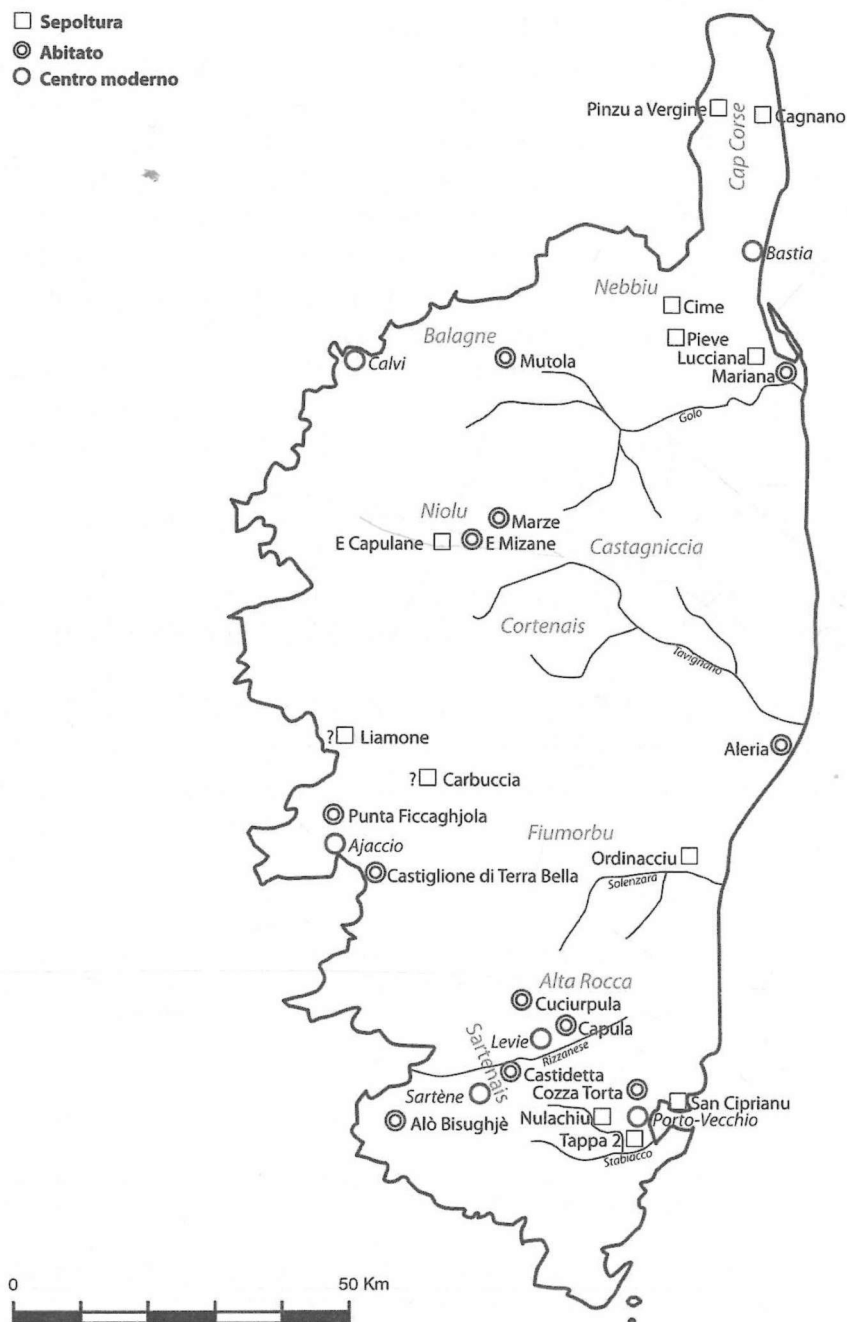 Sepoltura
Abitato
Centro moderno
Pinzu a Vergine
Cagnano
Cap Corse
Bastia
Nebbiu
Cime
Pieve
Balagne
Lucciana
Calvi
Mutola
Mariana
Golo
Niolu
Marze
E Capulane
E Mizane
Castagniccia
Cortenais
Tavignano
? Liamone
Aleria
? Carbuccia
Punta Ficcaghjola
Fiumorbu
Ajaccio
Ordinacciu
Castiglione di Terra Bella
Solenzara
Alta Rocca
Cuciurpula
Capula
Levie
Rizzanese
Sartenais
Castidetta
Sartène
Cozza Torta
San Ciprianu
Alò Bisughjè
Nulachiu
Porto-Vecchio
Tappa 2
Stabiacco
0
50 Km